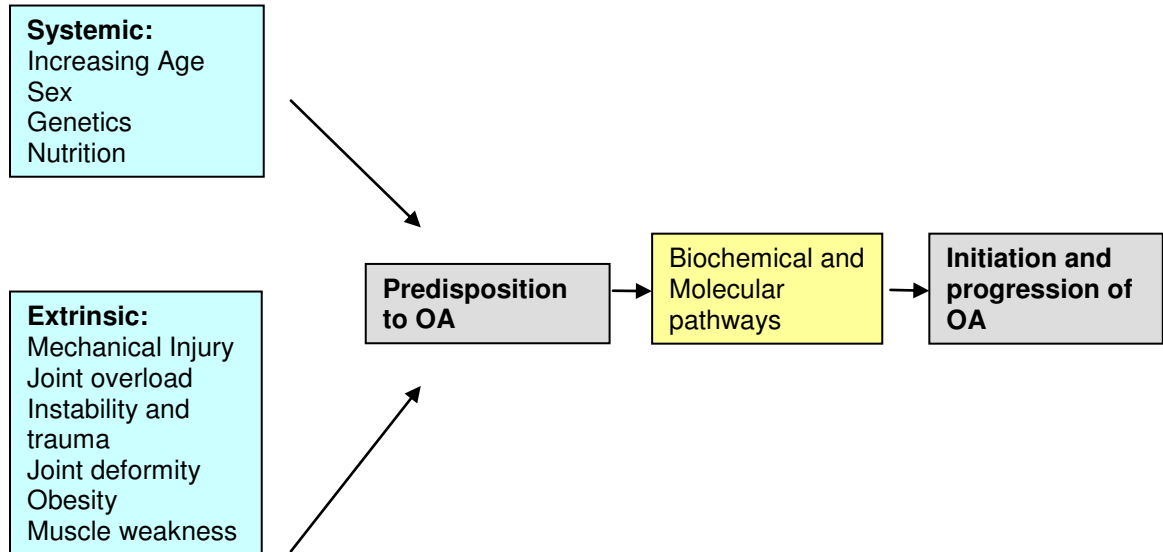 Systemic:
Increasing Age
Sex
Genetics
Nutrition
Extrinsic:
Mechanical Injury
Joint overload
Instability and
trauma
Joint deformity
Obesity
Muscle weakness
Predisposition
to OA
Biochemical and
Molecular
pathways
Initiation and
progression of
OA